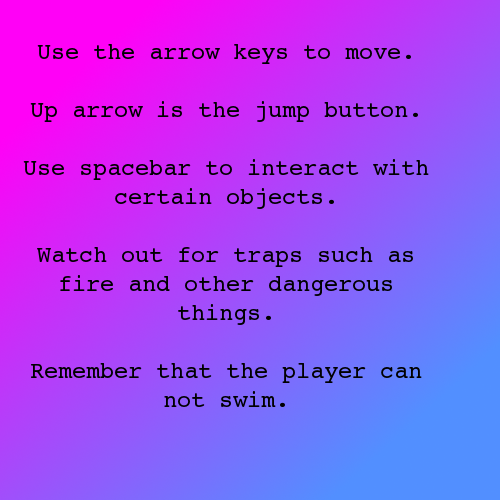 Use the arrow keys to move.
Up arrow is the jump button.
Use spacebar to interact with
certain objects.
Watch out for traps such as
fire and other dangerous
things.
Remember that the player can
not swim.